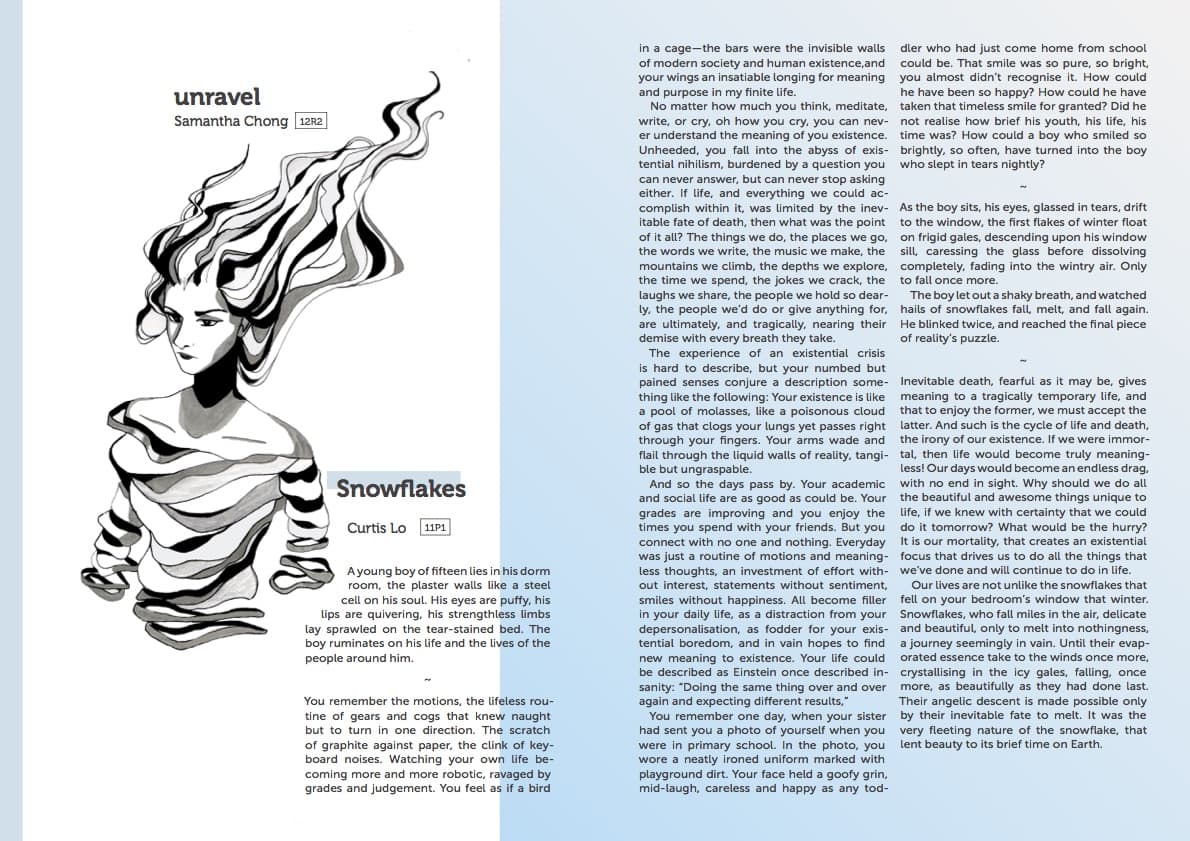 unravel
Samantha Chong 12R2
Snowflakes
Curtis Lo 11P1
A young boy of fifteen lies in his dorm
room, the plaster walls like a steel
cell on his soul. His eyes are puffy, his
lips are quivering, his strengthless limbs
lay sprawled on the tear-stained bed. The
boy ruminates on his life and the lives of the
people around him.
~
You remember the motions, the lifeless rou-
tine of gears and cogs that knew naught
but to turn in one direction. The scratch
of graphite against paper, the clink of key-
board noises. Watching your own life be-
coming more and more robotic, ravaged by
grades and judgement. You feel as if a bird
in a cage—the bars were the invisible walls
of modern society and human existence,and
your wings an insatiable longing for meaning
and purpose in my finite life.
No matter how much you think, meditate,
write, or cry, oh how you cry, you can nev-
er understand the meaning of you existence.
Unheeded, you fall into the abyss of exis-
tential nihilism, burdened by a question you
can never answer, but can never stop asking
either. If life, and everything we could ac-
complish within it, was limited by the inev-
itable fate of death, then what was the point
of it all? The things we do, the places we go,
the words we write, the music we make, the
mountains we climb, the depths we explore,
the time we spend, the jokes we crack, the
laughs we share, the people we hold so dear-
ly, the people we'd do or give anything for,
are ultimately, and tragically, nearing their
demise with every breath they take.
The experience of an existential crisis
is hard to describe, but your numbed but
pained senses conjure a description some-
thing like the following: Your existence is like
a pool of molasses, like a poisonous cloud
of gas that clogs your lungs yet passes right
through your fingers. Your arms wade and
flail through the liquid walls of reality, tangi-
ble but ungraspable.
And so the days pass by. Your academic
and social life are as good as could be. Your
grades are improving and you enjoy the
times you spend with your friends. But you
connect with no one and nothing. Everyday
was just a routine of motions and meaning-
less thoughts, an investment of effort with-
out interest, statements without sentiment,
smiles without happiness. All become filler
in your daily life, as a distraction from your
depersonalisation, as fodder for your exis-
tential boredom, and in vain hopes to find
new meaning to existence. Your life could
be described as Einstein once described in-
sanity: "Doing the same thing over and over
again and expecting different results,"
You remember one day, when your sister
had sent you a photo of yourself when you
were in primary school. In the photo, you
wore a neatly ironed uniform marked with
playground dirt. Your face held a goofy grin,
mid-laugh, careless and happy as any tod-
dler who had just come home from school
could be. That smile was so pure, so bright,
you almost didn't recognise it. How could
he have been so happy? How could he have
taken that timeless smile for granted? Did he
not realise how brief his youth, his life, his
time was? How could a boy who smiled so
brightly, so often, have turned into the boy
who slept in tears nightly?
~
As the boy sits, his eyes, glassed in tears, drift
to the window, the first flakes of winter float
on frigid gales, descending upon his window
sill, caressing the glass before dissolving
completely, fading into the wintry air. Only
to fall once more.
The boy let out a shaky breath, and watched
hails of snowflakes fall, melt, and fall again.
He blinked twice, and reached the final piece
of reality's puzzle.
~
Inevitable death, fearful as it may be, gives
meaning to a tragically temporary life, and
that to enjoy the former, we must accept the
latter. And such is the cycle of life and death,
the irony of our existence. If we were immor-
tal, then life would become truly meaning-
less! Our days would become an endless drag,
with no end in sight. Why should we do all
the beautiful and awesome things unique to
life, if we knew with certainty that we could
do it tomorrow? What would be the hurry?
It is our mortality, that creates an existential
focus that drives us to do all the things that
we've done and will continue to do in life.
Our lives are not unlike the snowflakes that
fell on your bedroom's window that winter.
Snowflakes, who fall miles in the air, delicate
and beautiful, only to melt into nothingness,
a journey seemingly in vain. Until their evap-
orated essence take to the winds once more,
crystallising in the icy gales, falling, once
more, as beautifully as they had done last.
Their angelic descent is made possible only
by their inevitable fate to melt. It was the
very fleeting nature of the snowflake, that
lent beauty to its brief time on Earth.